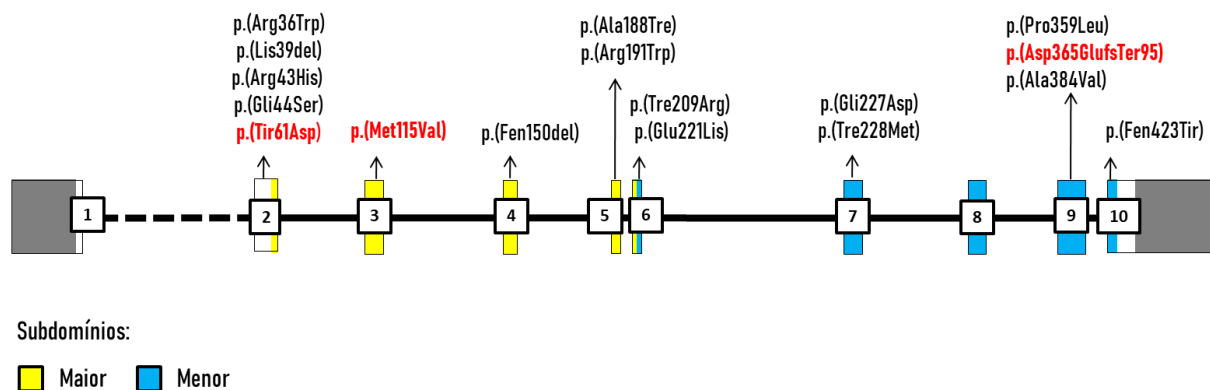 p.(Arg36Trp)
p.(Lis39del)
p.(Arg43His)
p.(Gli44Ser)
p.(Tir61Asp)
p.(Met115Val)
p.(Fen150del)
p.(Ala188Tre)
p.(Arg191Trp)
p.(Tre209Arg)
p.(Glu221Lis)
p.(Gli227Asp)
p.(Tre228Met)
p.(Pro359Leu)
p.(Asp365GlufsTer95)
p.(Ala384Val)
p.(Fen423Tir)
1
2
3
4
5
6
7
8
9
10
Subdomínios:
Maior
Menor